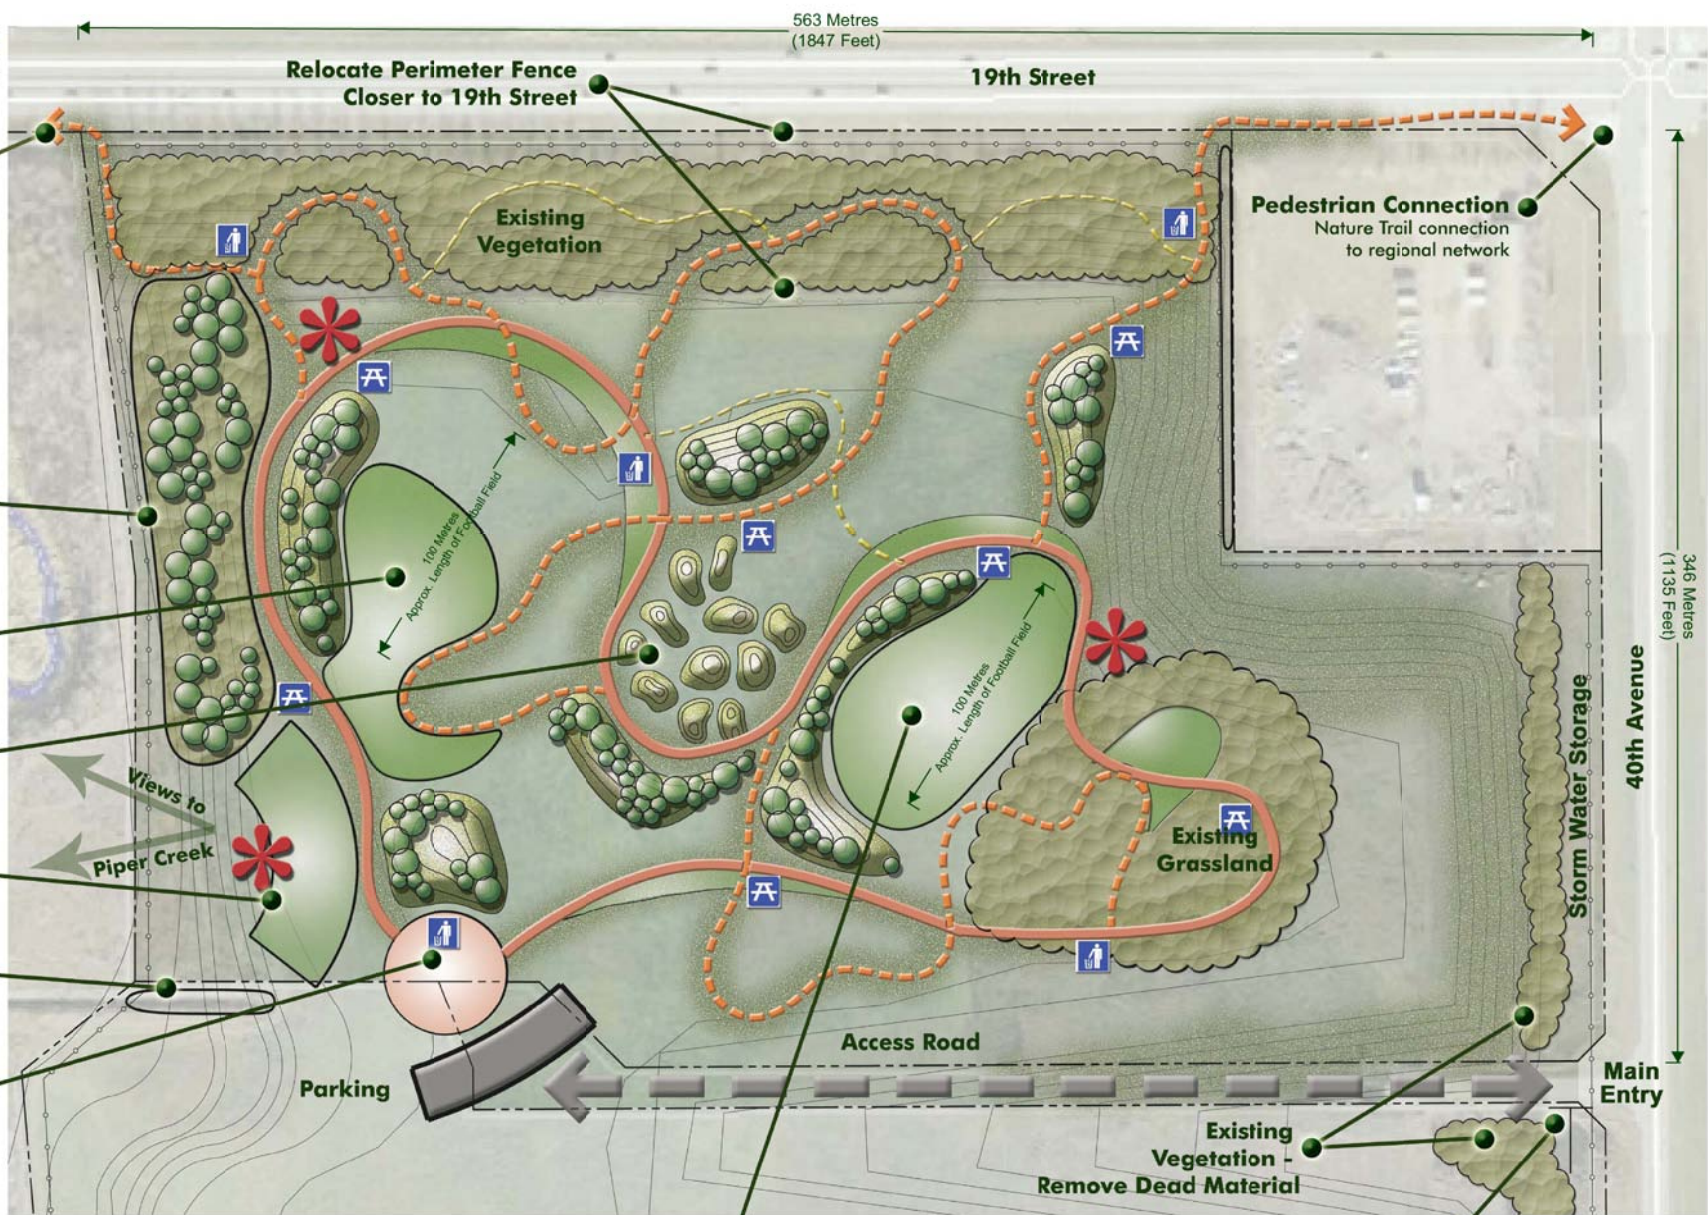 563 Metres
(1847 Feet)
Relocate Perimeter Fence
Closer to 19th Street
19th Street
Existing
Vegetation
Pedestrian Connection
Nature Trail connection
to regional network
100 Metres
Approx. Length of Football Field
346 Metres
(1135 Feet)
100 Metres
Approx. Length of Football Field
40th Avenue
Storm Water Storage
Views to
Piper Creek
Existing
Grassland
Access Road
Parking
Main
Entry
Existing
Vegetation -
Remove Dead Material